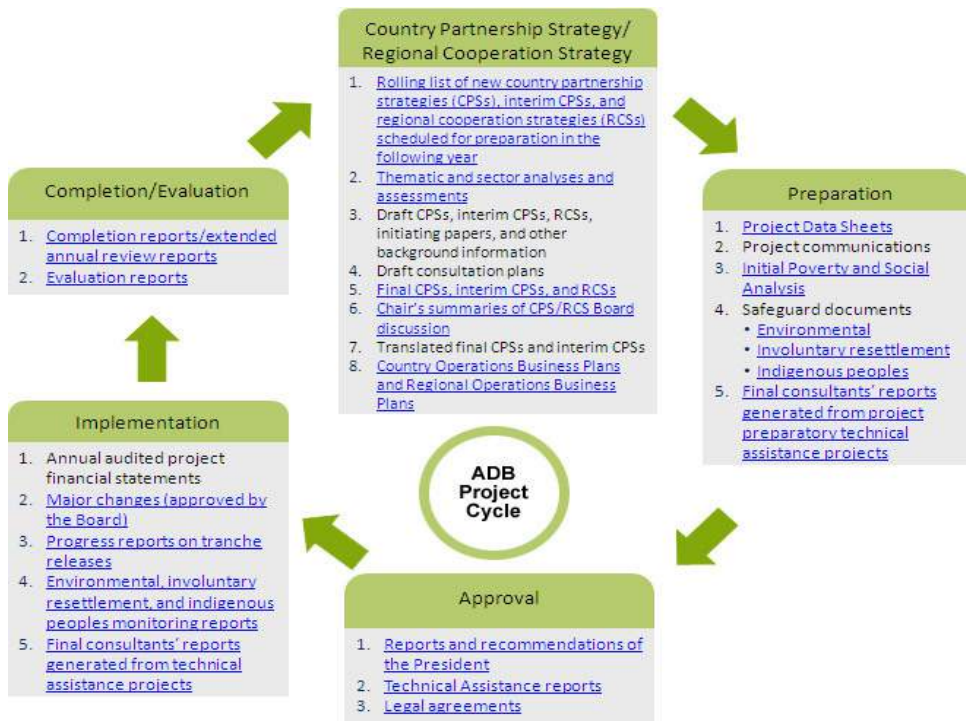 Country Partnership Strategy/
Regional Cooperation Strategy
1. Rolling list of new country partnership
strategies (CPSs), interim CPSs, and
regional cooperation strategies (RCSs)
scheduled for preparation in the
following year
2. Thematic and sector analyses and
assessments
3. Draft CPSs, interim CPSs, RCSs,
initiating papers, and other
background information
4. Draft consultation plans
5. Final CPSs, interim CPSs, and RCSs
6. Chair's summaries of CPS/RCS Board
discussion
7. Translated final CPSs and interim CPSs
8. Country Operations Business Plans
and Regional Operations Business
Plans
Preparation
1. Project Data Sheets
2. Project communications
3. Initial Poverty and Social
Analysis
4. Safeguard documents
• Environmental
• Involuntary resettlement
• Indigenous peoples
5. Final consultants' reports
generated from project
preparatory technical
assistance projects
Approval
1. Reports and recommendations of
the President
2. Technical Assistance reports
3. Legal agreements
Implementation
1. Annual audited project
financial statements
2. Major changes (approved by
the Board)
3. Progress reports on tranche
releases
4. Environmental, involuntary
resettlement, and indigenous
peoples monitoring reports
5. Final consultants' reports
generated from technical
assistance projects
Completion/Evaluation
1. Completion reports/extended
annual review reports
2. Evaluation reports
ADB
Project
Cycle